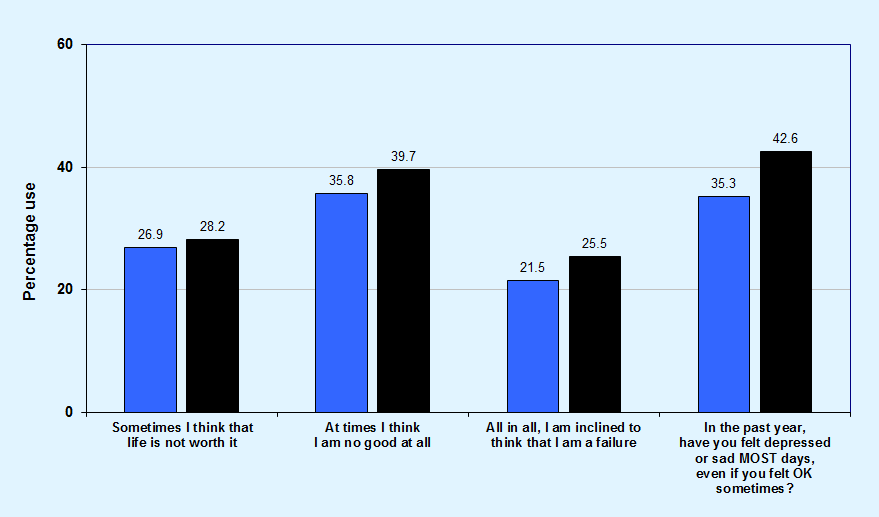 60
40
20
0
Percentage use
26.9
28.2
35.8
39.7
21.5
25.5
35.3
42.6
Sometimes I think that
life is not worth it
At times I think
I am no good at all
All in all, I am inclined to
think that I am a failure
In the past year,
have you felt depressed
or sad MOST days,
even if you felt OK
sometimes?